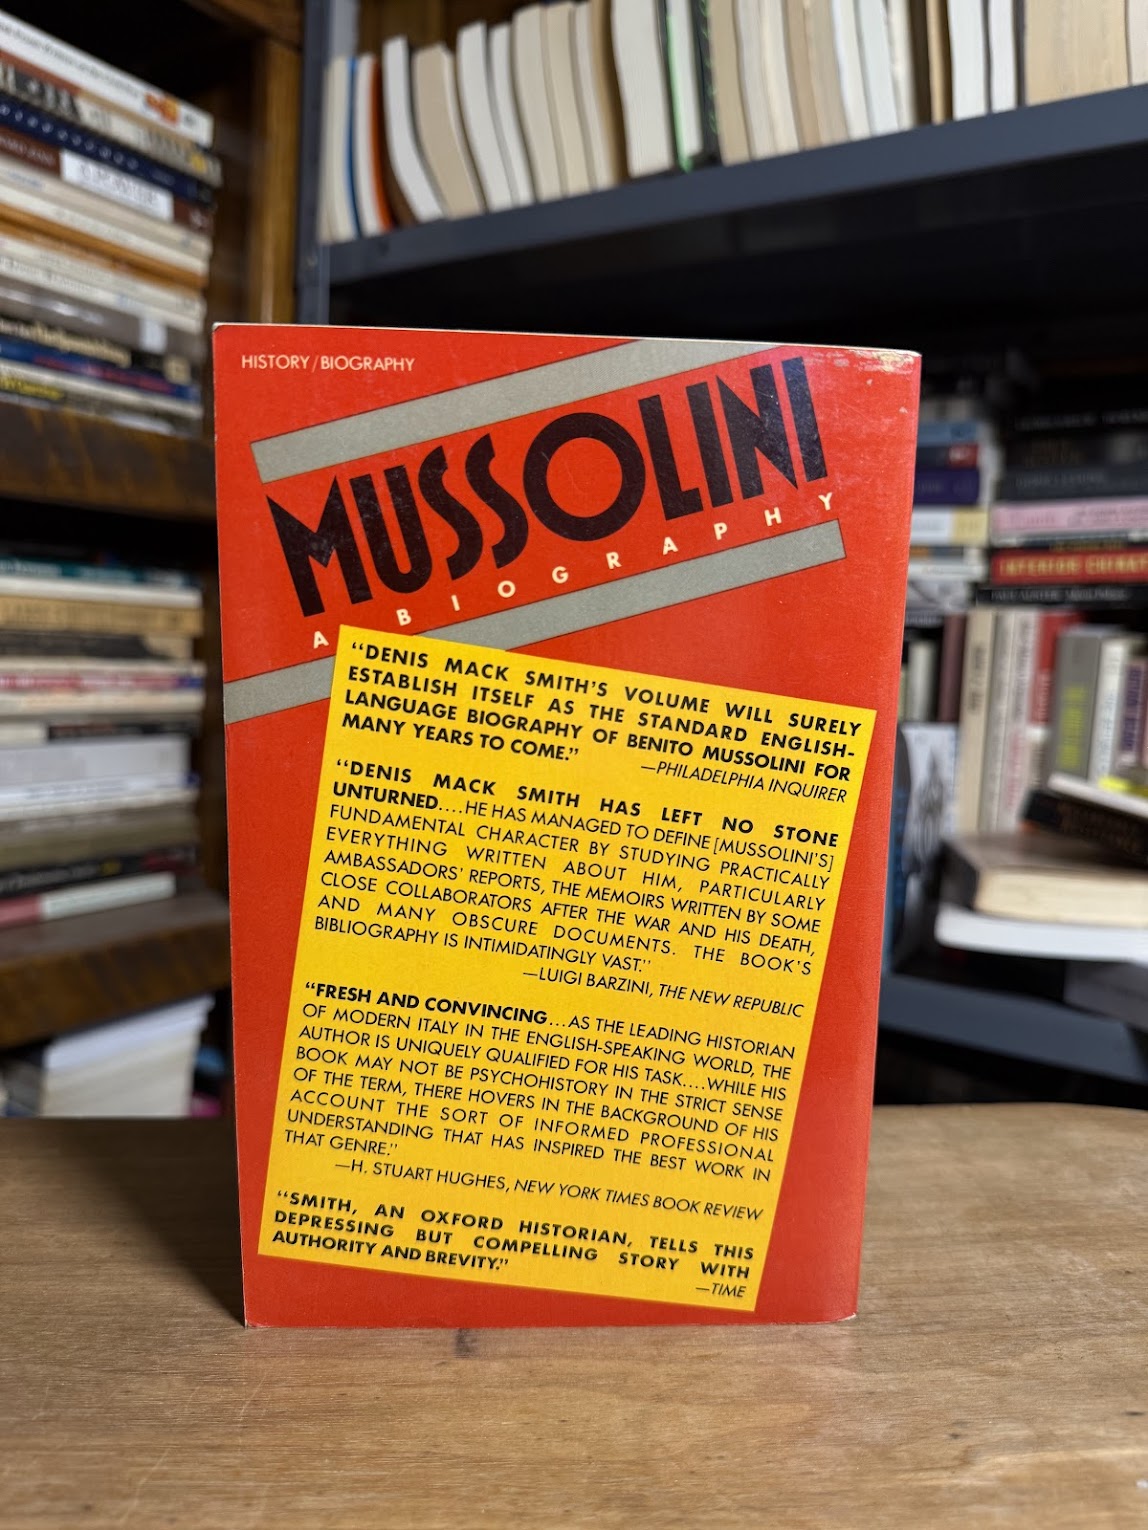 HISTORY/BIOGRAPHY
MUSSOLINI
A BIOGRAPHY
“DENIS MACK SMITH'S VOLUME WILL SURELY
ESTABLISH ITSELF AS THE STANDARD ENGLISH-
LANGUAGE BIOGRAPHY OF BENITO MUSSOLINI FOR
MANY YEARS TO COME.”
—PHILADELPHIA INQUIRER
“DENIS MACK SMITH HAS LEFT NO STONE
UNTURNED....HE HAS MANAGED TO DEFINE [MUSSOLINI'S]
FUNDAMENTAL CHARACTER BY STUDYING PRACTICALLY
EVERYTHING WRITTEN ABOUT HIM, PARTICULARLY
AMBASSADORS' REPORTS, THE MEMOIRS WRITTEN BY SOME
CLOSE COLLABORATORS AFTER THE WAR AND HIS DEATH,
AND MANY OBSCURE DOCUMENTS. THE BOOK'S
BIBLIOGRAPHY IS INTIMIDATINGLY VAST.”
—LUIGI BARZINI, THE NEW REPUBLIC
“FRESH AND CONVINCING...AS THE LEADING HISTORIAN
OF MODERN ITALY IN THE ENGLISH-SPEAKING WORLD, THE
AUTHOR IS UNIQUELY QUALIFIED FOR HIS TASK....WHILE HIS
BOOK MAY NOT BE PSYCHOHISTORY IN THE STRICT SENSE
OF THE TERM, THERE HOVERS IN THE BACKGROUND OF HIS
ACCOUNT THE SORT OF INFORMED PROFESSIONAL
UNDERSTANDING THAT HAS INSPIRED THE BEST WORK IN
THAT GENRE.”
—H. STUART HUGHES, NEW YORK TIMES BOOK REVIEW
“SMITH, AN OXFORD HISTORIAN, TELLS THIS
DEPRESSING BUT COMPELLING STORY WITH
AUTHORITY AND BREVITY.”
—TIME